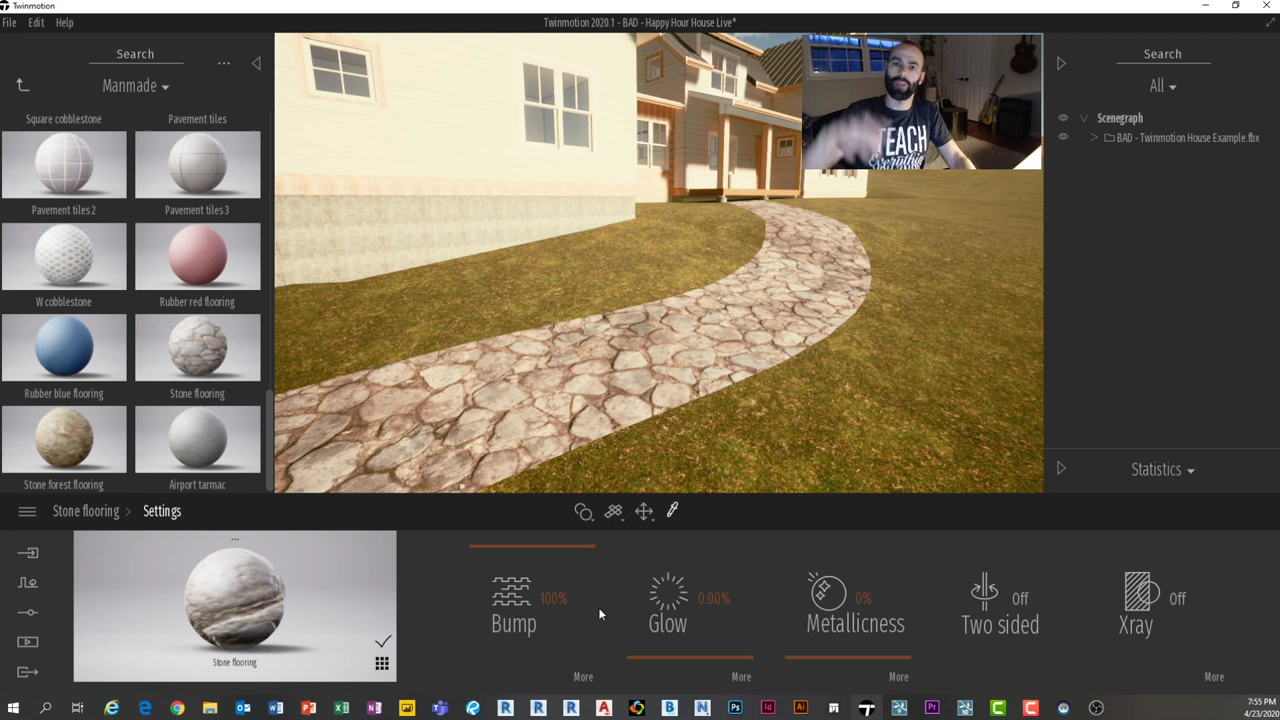 Twinmotion
File Edit Help
Twinmotion 2020.1 - BAD - Happy Hour House Live*
Search
...
Manmade
Square cobblestone
Pavement tiles
Pavement tiles 2
Pavement tiles 3
W cobblestone
Rubber red flooring
Rubber blue flooring
Stone flooring
Stone forest flooring
Airport tarmac
TEACH
Everything
Search
All
Scenegraph
BAD - Twinmotion House Example.fbx
Statistics
Stone flooring > Settings
...
Stone flooring
Bump 100%
More
Glow 0.00%
More
Metallicness 0%
More
Two sided Off
Xray Off
More
7:55 PM
4/23/2020